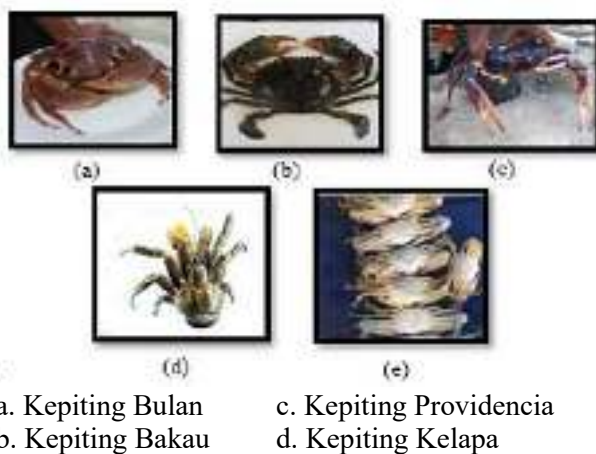 (a) (b) (c)
(d) (e)
a. Kepiting Bulan c. Kepiting Providencia
b. Kepiting Bakau d. Kepiting Kelapa